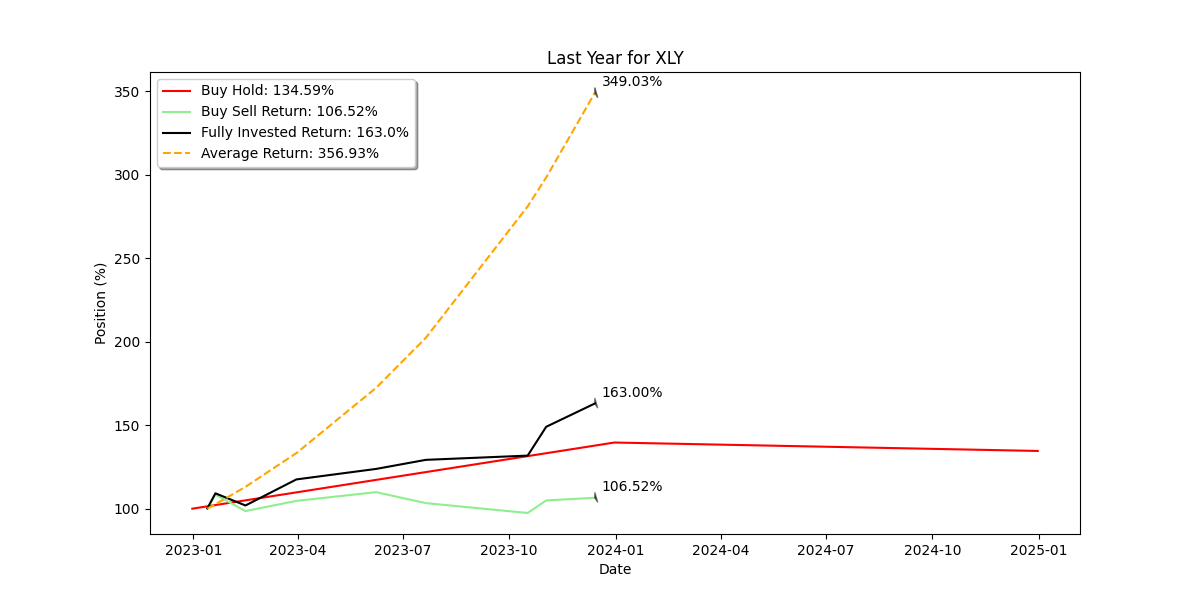 Last Year for XLY
349.03%
Buy Hold: 134.59%
Buy Sell Return: 106.52%
Fully Invested Return: 163.0%
Average Return: 356.93%
350
300
250
200
150
100
Position (%)
163.00%
106.52%
2023-01 2023-04 2023-07 2023-10 2024-01 2024-04 2024-07 2024-10 2025-01
Date